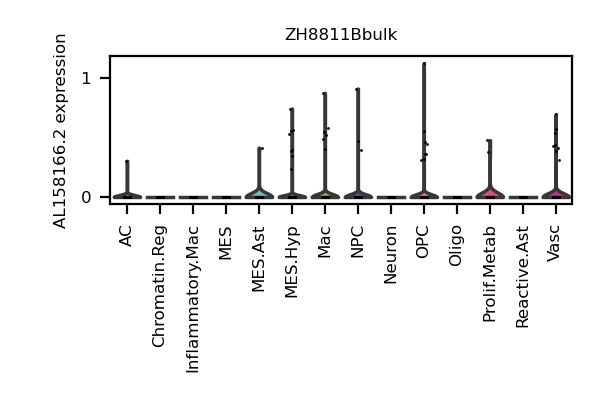 ZH8811Bbulk
AL158166.2 expression
1
0
AC
Chromatin.Reg
Inflammatory.Mac
MES
MES.Ast
MES.Hyp
Mac
NPC
Neuron
OPC
Oligo
Prolif.Metab
Reactive.Ast
Vasc